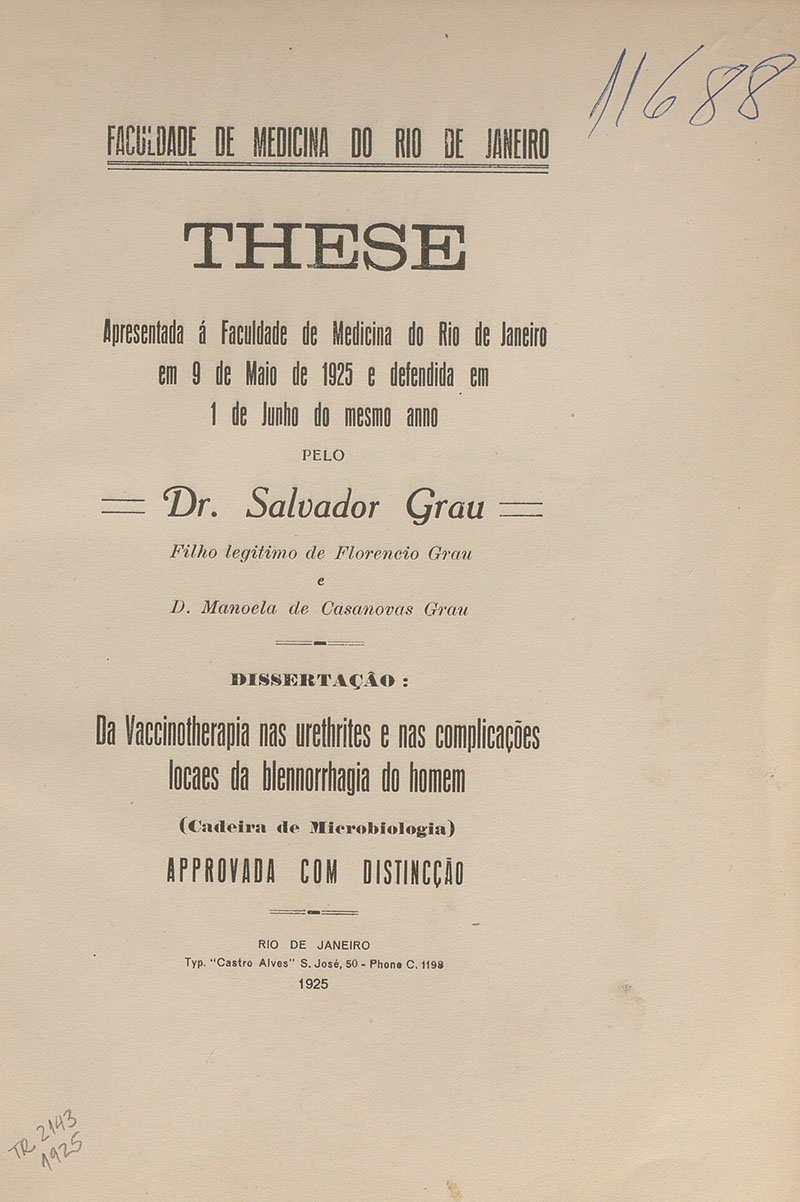 11688
FACULDADE DE MEDICINA DO RIO DE JANEIRO
THESE
Apresentada á Faculdade de Medicina do Rio de Janeiro
em 9 de Maio de 1925 e defendida em
1 de Junho do mesmo anno
PELO
Dr. Salvador Grau
Filho legitimo de Florencio Grau
e
D. Manoela de Casanovas Grau
DISSERTAÇÂO :
Da Vaccinotherapia nas urethrites e nas complicações
locaes da blennorrhagia do homem
(Cadeira de Microbiologia)
APPROVADA COM DISTINCÇÃO
RIO DE JANEIRO
Typ. "Castro Alves" S. José, 50 - Phone C. 1198
1925
TR 2143
1925